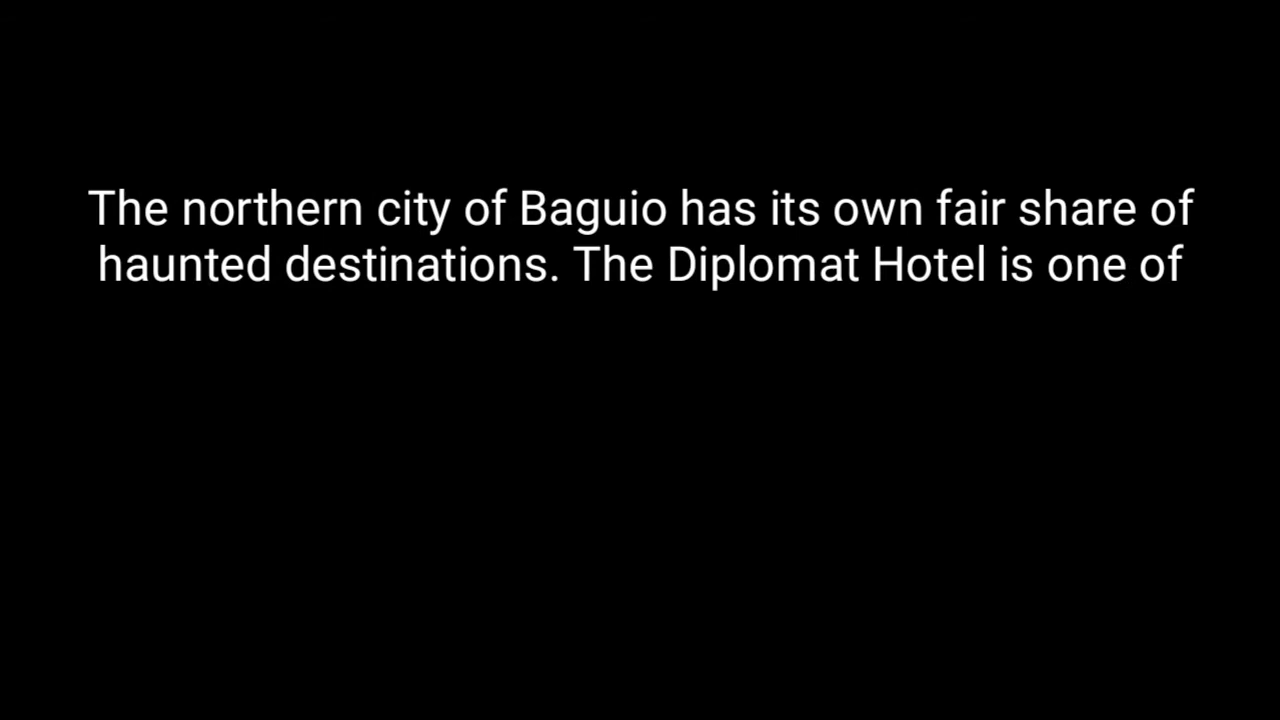 The northern city of Baguio has its own fair share of
haunted destinations. The Diplomat Hotel is one of